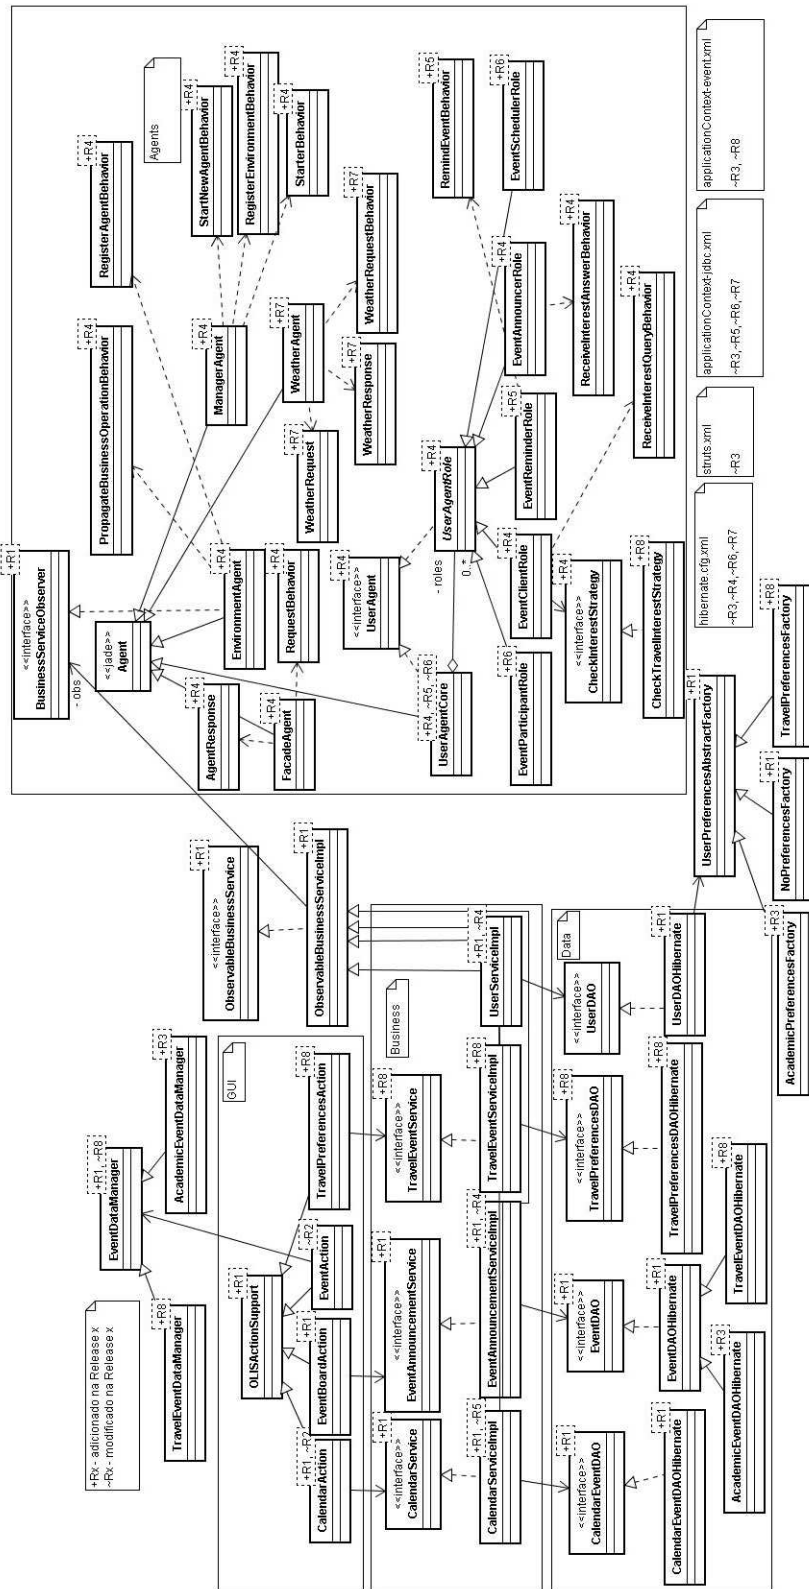 +Rx - adicionado na Release x
~Rx - modificado na Release x
+R8
TravelEventDataManager
+R1, ~R8
EventDataManager
+R3
AcademicEventDataManager
GUI
+R1
OLISActionSupport
+R1, ~R2
CalendarAction
+R1
EventBoardAction
~R2
EventAction
+R8
TravelPreferencesAction
+R1
<<interface>>
ObservableBusinessService
+R1
ObservableBusinessServiceImpl
Business
+R1
<<interface>>
CalendarService
+R1
<<interface>>
EventAnnouncementService
+R8
<<interface>>
TravelEventService
+R1, ~R5
CalendarServiceImpl
+R1, ~R4
EventAnnouncementServiceImpl
+R8
TravelEventServiceImpl
+R1, ~R4
UserServiceImpl
Data
+R1
<<interface>>
CalendarEventDAO
+R1
<<interface>>
EventDAO
+R8
<<interface>>
TravelPreferencesDAO
<<interface>>
UserDAO
+R1
CalendarEventDAOHibernate
+R1
EventDAOHibernate
+R8
TravelPreferencesDAOHibernate
+R1
UserDAOHibernate
+R3
AcademicEventDAOHibernate
+R8
TravelEventDAOHibernate
+R1
UserPreferencesAbstractFactory
+R3
AcademicPreferencesFactory
+R1
NoPreferencesFactory
+R8
TravelPreferencesFactory
+R1
<<interface>>
BusinessServiceObserver
- obs
<<jade>>
Agent
Agents
+R4
PropagateBusinessOperationBehavior
+R4
RegisterAgentBehavior
+R4
StartNewAgentBehavior
+R4
RegisterEnvironmentBehavior
+R4
StarterBehavior
+R4
AgentResponse
+R4
EnvironmentAgent
+R4
ManagerAgent
+R4
FacadeAgent
+R4
RequestBehavior
+R7
WeatherAgent
+R7
WeatherRequest
+R7
WeatherResponse
+R7
WeatherRequestBehavior
+R4
<<interface>>
UserAgent
+R4, ~R5, ~R6
UserAgentCore
- roles
0..*
+R4
UserAgentRole
+R5
RemindEventBehavior
+R6
EventSchedulerRole
+R6
EventParticipantRole
+R4
EventClientRole
+R5
EventReminderRole
+R4
EventAnnouncerRole
+R4
<<interface>>
CheckInterestStrategy
+R4
ReceiveInterestAnswerBehavior
+R8
CheckTravelInterestStrategy
+R4
ReceiveInterestQueryBehavior
hibernate.cfg.xml
~R3, ~R4, ~R6, ~R7
struts.xml
~R3
applicationContext-jdbc.xml
~R3, ~R5, ~R6, ~R7
applicationContext-event.xml
~R3, ~R8